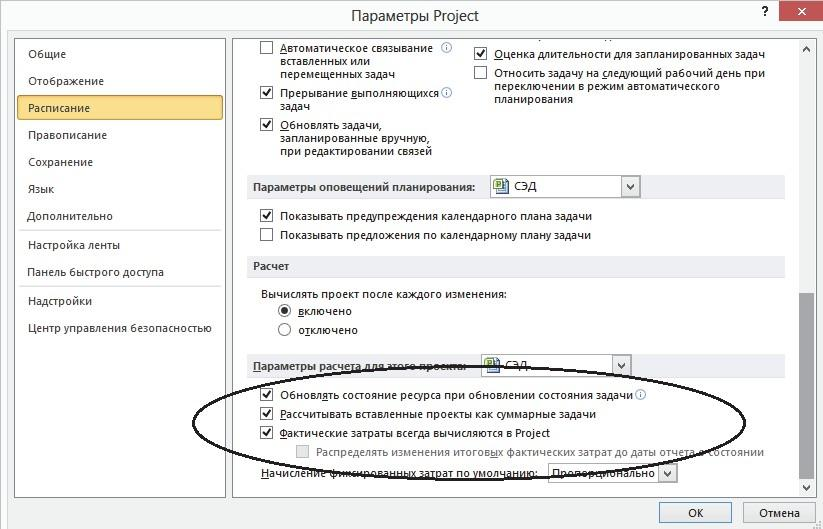 Параметры Project
?
Общие
Отображение
Расписание
Правописание
Сохранение
Язык
Дополнительно
Настройка ленты
Панель быстрого доступа
Надстройки
Центр управления безопасностью
Автоматическое связывание
вставленных или
перемещенных задач
Прерывание выполняющихся
задач
Обновлять задачи,
запланированные вручную,
при редактировании связей
Оценка длительности для запланированных задач
Относить задачу на следующий рабочий день при
переключении в режим автоматического
планирования
Параметры оповещений планирования: СЭД
Показывать предупреждения календарного плана задачи
Показывать предложения по календарному плану задачи
Расчет
Вычислять проект после каждого изменения:
включено
отключено
Параметры расчета для этого проекта: СЭД
Обновлять состояние ресурса при обновлении состояния задачи
Рассчитывать вставленные проекты как суммарные задачи
Фактические затраты всегда вычисляются в Project
Распределять изменения итоговых фактических затрат до даты отчета о состоянии
Начисление фиксированных затрат по умолчанию: Пропорционально
ОК
Отмена